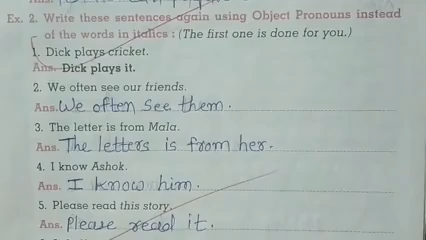 Ex. 2. Write these sentences again using Object Pronouns instead
of the words in italics : (The first one is done for you.)
1. Dick plays cricket.
Ans. Dick plays it.
2. We often see our friends.
Ans. We often see them.
3. The letter is from Mala.
Ans. The letters is from her.
4. I know Ashok.
Ans. I know him.
5. Please read this story.
Ans. Please read it.